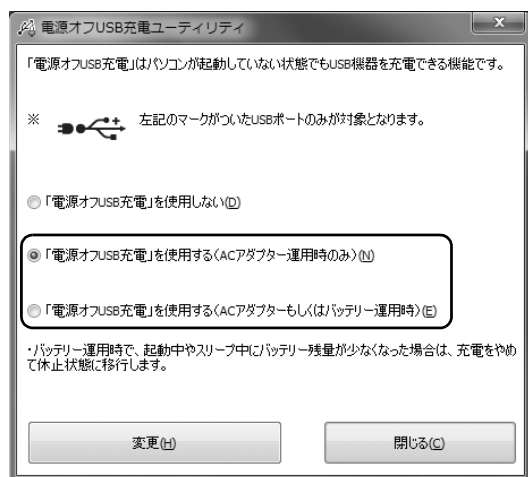 電源オフUSB充電ユーティリティ
「電源オフUSB充電」はパソコンが起動していない状態でもUSB機器を充電できる機能です。
※ 左記のマークがついたUSBポートのみが対象となります。
「電源オフUSB充電」を使用しない(D)
「電源オフUSB充電」を使用する(ACアダプター運用時のみ)(N)
「電源オフUSB充電」を使用する(ACアダプターもしくはバッテリー運用時)(E)
・バッテリー運用時で、起動中やスリープ中にバッテリー残量が少なくなった場合は、充電をやめ
て休止状態に移行します。
変更(H) 閉じる(C)